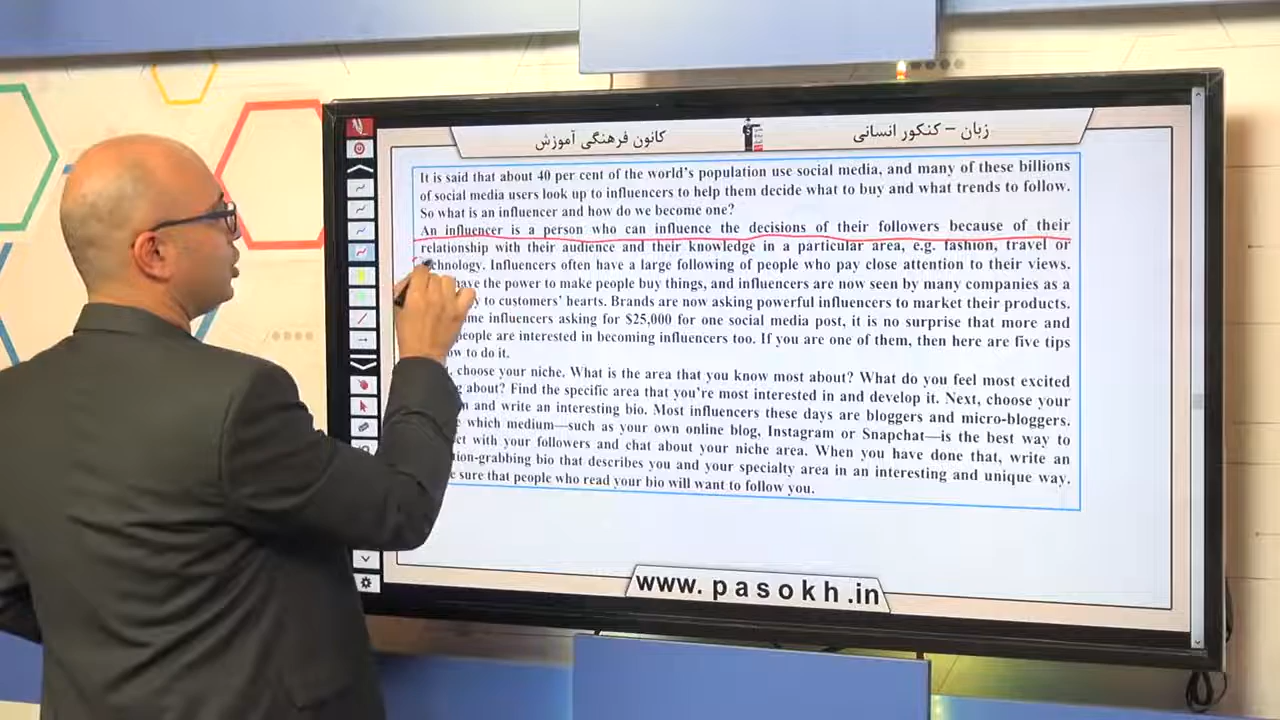 زبان – کنکور انسانی
کانون فرهنگی آموزش
It is said that about 40 per cent of the world's population use social media, and many of these billions
of social media users look up to influencers to help them decide what to buy and what trends to follow.
So what is an influencer and how do we become one?
An influencer is a person who can influence the decisions of their followers because of their
relationship with their audience and their knowledge in a particular area, e.g. fashion, travel or
chnology. Influencers often have a large following of people who pay close attention to their views.
have the power to make people buy things, and influencers are now seen by many companies as a
to customers' hearts. Brands are now asking powerful influencers to market their products.
influencers asking for $25,000 for one social media post, it is no surprise that more and
people are interested in becoming influencers too. If you are one of them, then here are five tips
to do it.
, choose your niche. What is the area that you know most about? What do you feel most excited
about? Find the specific area that you're most interested in and develop it. Next, choose your
and write an interesting bio. Most influencers these days are bloggers and micro-bloggers.
which medium—such as your own online blog, Instagram or Snapchat—is the best way to
with your followers and chat about your niche area. When you have done that, write an
tion-grabbing bio that describes you and your specialty area in an interesting and unique way.
sure that people who read your bio will want to follow you.
www. pasokh.in